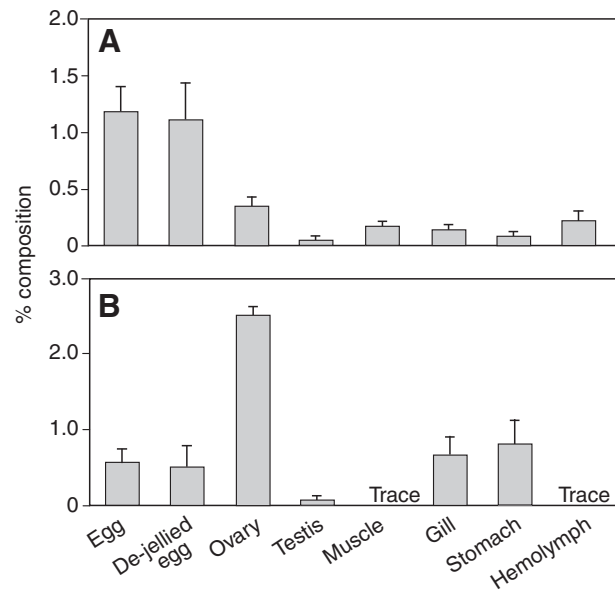 2.0
A
1.5
1.0
0.5
0
% composition
3.0
B
2.0
1.0
Trace
Trace
0
Egg
De-jellied
egg
Ovary
Testis
Muscle
Gill
Stomach
Hemolymph